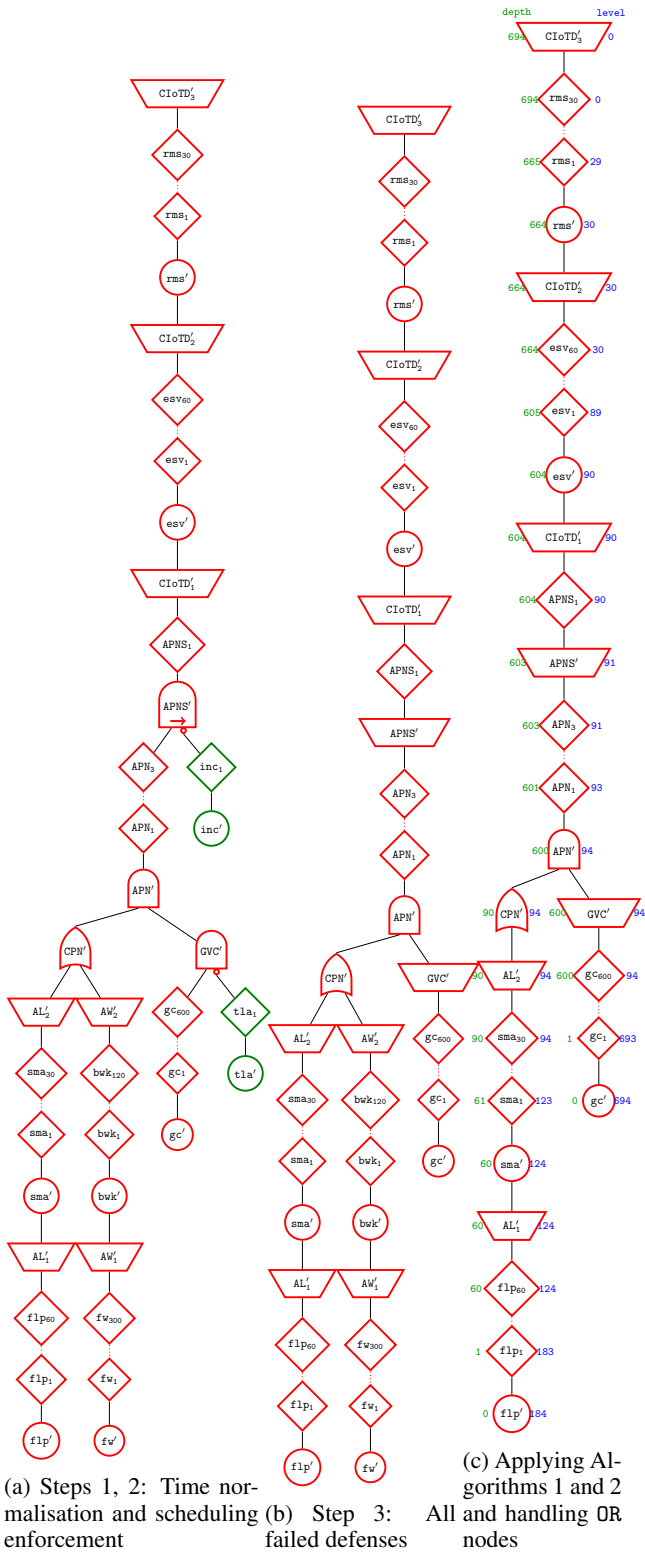 CIoTD′₃
rms₃₀
rms₁
rms′
CIoTD′₂
esv₆₀
esv₁
esv′
CIoTD′₁
APNS₁
APNS′
→
APN₃
inc₁
APN₁
inc′
APN′
CPN′
GVC′
AL′₂
AW′₂
gc₆₀₀
tla₁
sma₃₀
bwk₁₂₀
gc₁
tla′
sma₁
bwk₁
gc′
sma′
bwk′
AL′₁
AW′₁
flp₆₀
fw₃₀₀
flp₁
fw₁
flp′
fw′
(a) Steps 1, 2: Time nor-
malisation and scheduling
enforcement
CIoTD′₃
rms₃₀
rms₁
rms′
CIoTD′₂
esv₆₀
esv₁
esv′
CIoTD′₁
APNS₁
APNS′
APN₃
APN₁
APN′
CPN′
GVC′
AL′₂
AW′₂
gc₆₀₀
sma₃₀
bwk₁₂₀
gc₁
sma₁
bwk₁
gc′
sma′
bwk′
AL′₁
AW′₁
flp₆₀
fw₃₀₀
flp₁
fw₁
flp′
fw′
(b) Step 3: All
failed defenses
depth level
694 CIoTD′₃ 0
694 rms₃₀ 0
665 rms₁ 29
664 rms′ 30
664 CIoTD′₂ 30
664 esv₆₀ 30
605 esv₁ 89
604 esv′ 90
604 CIoTD′₁ 90
604 APNS₁ 90
603 APNS′ 91
603 APN₃ 91
601 APN₁ 93
600 APN′ 94
90 CPN′ 94
600 GVC′ 94
90 AL′₂ 94
600 gc₆₀₀ 94
90 sma₃₀ 94
1 gc₁ 693
61 sma₁ 123
0 gc′ 694
60 sma′ 124
60 AL′₁ 124
60 flp₆₀ 124
1 flp₁ 183
0 flp′ 184
(c) Applying Al-
gorithms 1 and 2
and handling OR
nodes